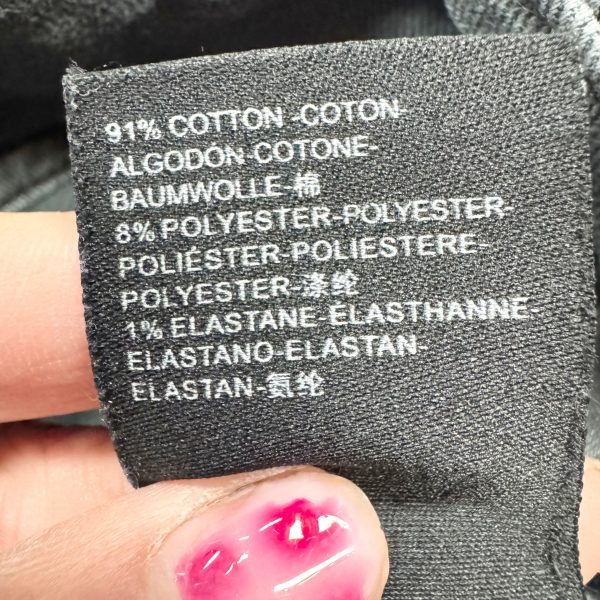 91% COTTON -COTON-
ALGODÓN-COTONE-
BAUMWOLLE-棉
8% POLYESTER-POLYESTER-
POLIÉSTER-POLIESTERE-
POLYESTER-涤纶
1% ELASTANE-ÉLASTHANNE-
ELASTANO-ELASTAN-
ELASTAN-氨纶